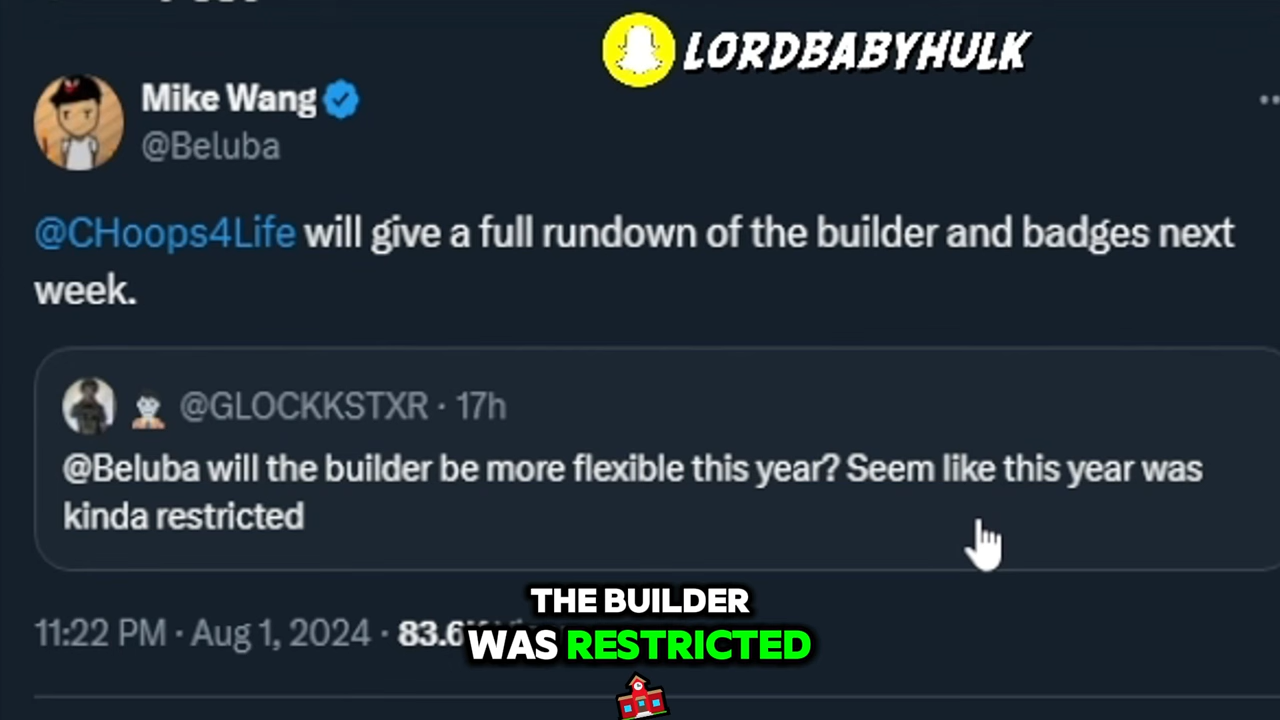 LORDBABYHULK
Mike Wang
@Beluba
@CHoops4Life will give a full rundown of the builder and badges next
week.
@GLOCKKSTXR · 17h
@Beluba will the builder be more flexible this year? Seem like this year was
kinda restricted
THE BUILDER
11:22 PM · Aug 1, 2024 · 83.6
WAS RESTRICTED